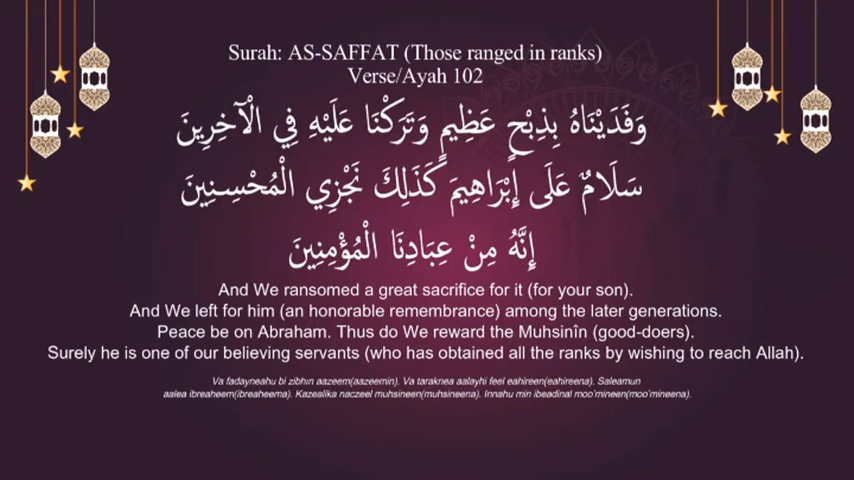 Surah: AS-SAFFAT (Those ranged in ranks)
Verse/Ayah 102
وَفَدَيْنَاهُ بِذِبْحٍ عَظِيمٍ وَتَرَكْنَا عَلَيْهِ فِي الْآخِرِينَ
سَلَامٌ عَلَى إِبْرَاهِيمَ كَذَلِكَ نَجْزِي الْمُحْسِنِينَ
إِنَّهُ مِنْ عِبَادِنَا الْمُؤْمِنِينَ
And We ransomed a great sacrifice for it (for your son).
And We left for him (an honorable remembrance) among the later generations.
Peace be on Abraham. Thus do We reward the Muhsinîn (good-doers).
Surely he is one of our believing servants (who has obtained all the ranks by wishing to reach Allah).
Va fadayneahu bi zibhın aazeem(aazeemin). Va taraknea aalayhi feel eahireen(eahireena). Saleamun
aalea ibreaheem(ibreaheema). Kazealika naczeel muhsineen(muhsineena). Innahu min ibeadinal moo'mineen(moo'mineena).